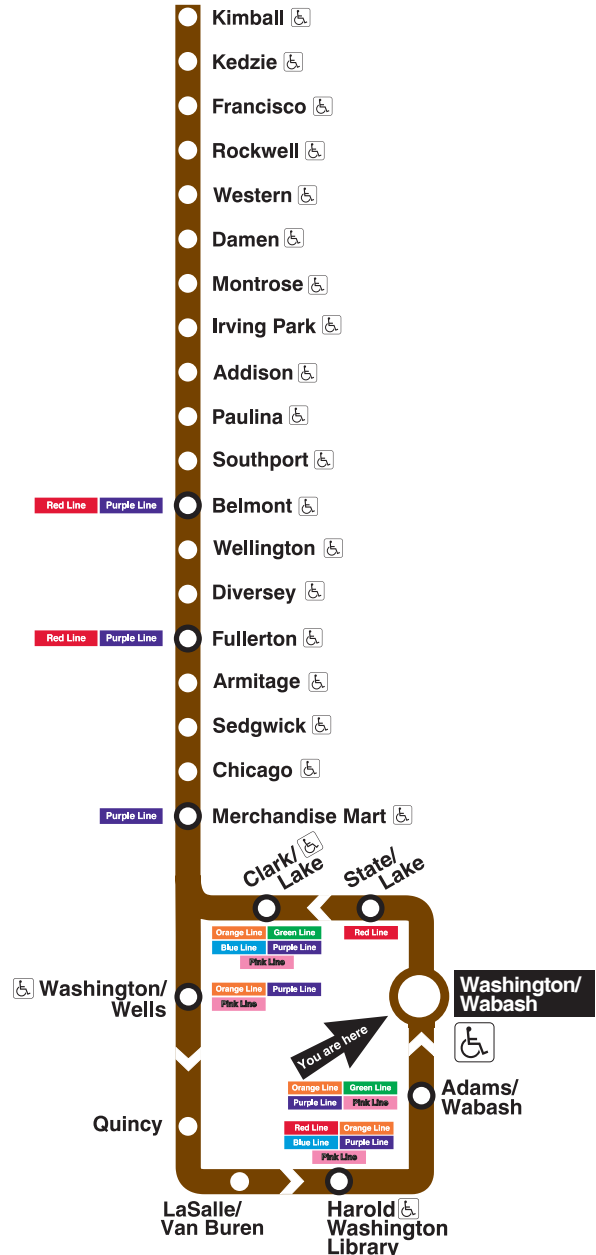 Kimball
Kedzie
Francisco
Rockwell
Western
Damen
Montrose
Irving Park
Addison
Paulina
Southport
Red Line Purple Line Belmont
Wellington
Diversey
Red Line Purple Line Fullerton
Armitage
Sedgwick
Chicago
Purple Line Merchandise Mart
Clark/
Lake
State/
Lake
Orange Line Green Line
Blue Line Purple Line
Pink Line
Red Line
Washington/
Wells
Orange Line Purple Line
Pink Line
Washington/
Wabash
You are here
Orange Line Green Line
Purple Line Pink Line
Adams/
Wabash
Quincy
Red Line Orange Line
Blue Line Purple Line
Pink Line
LaSalle/
Van Buren
Harold
Washington
Library